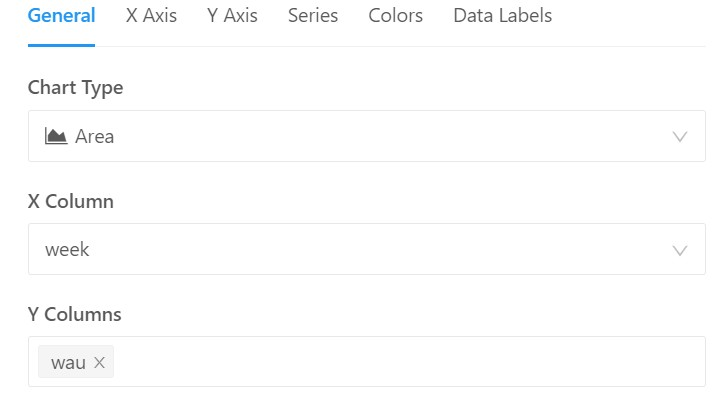 General X Axis Y Axis Series Colors Data Labels
Chart Type
Area
X Column
week
Y Columns
wau